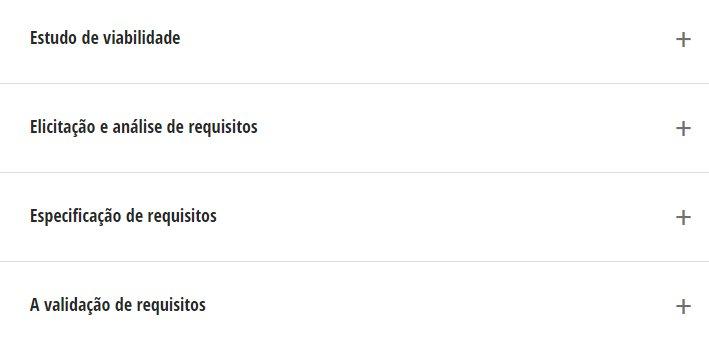 Estudo de viabilidade
Elicitação e análise de requisitos
Especificação de requisitos
A validação de requisitos